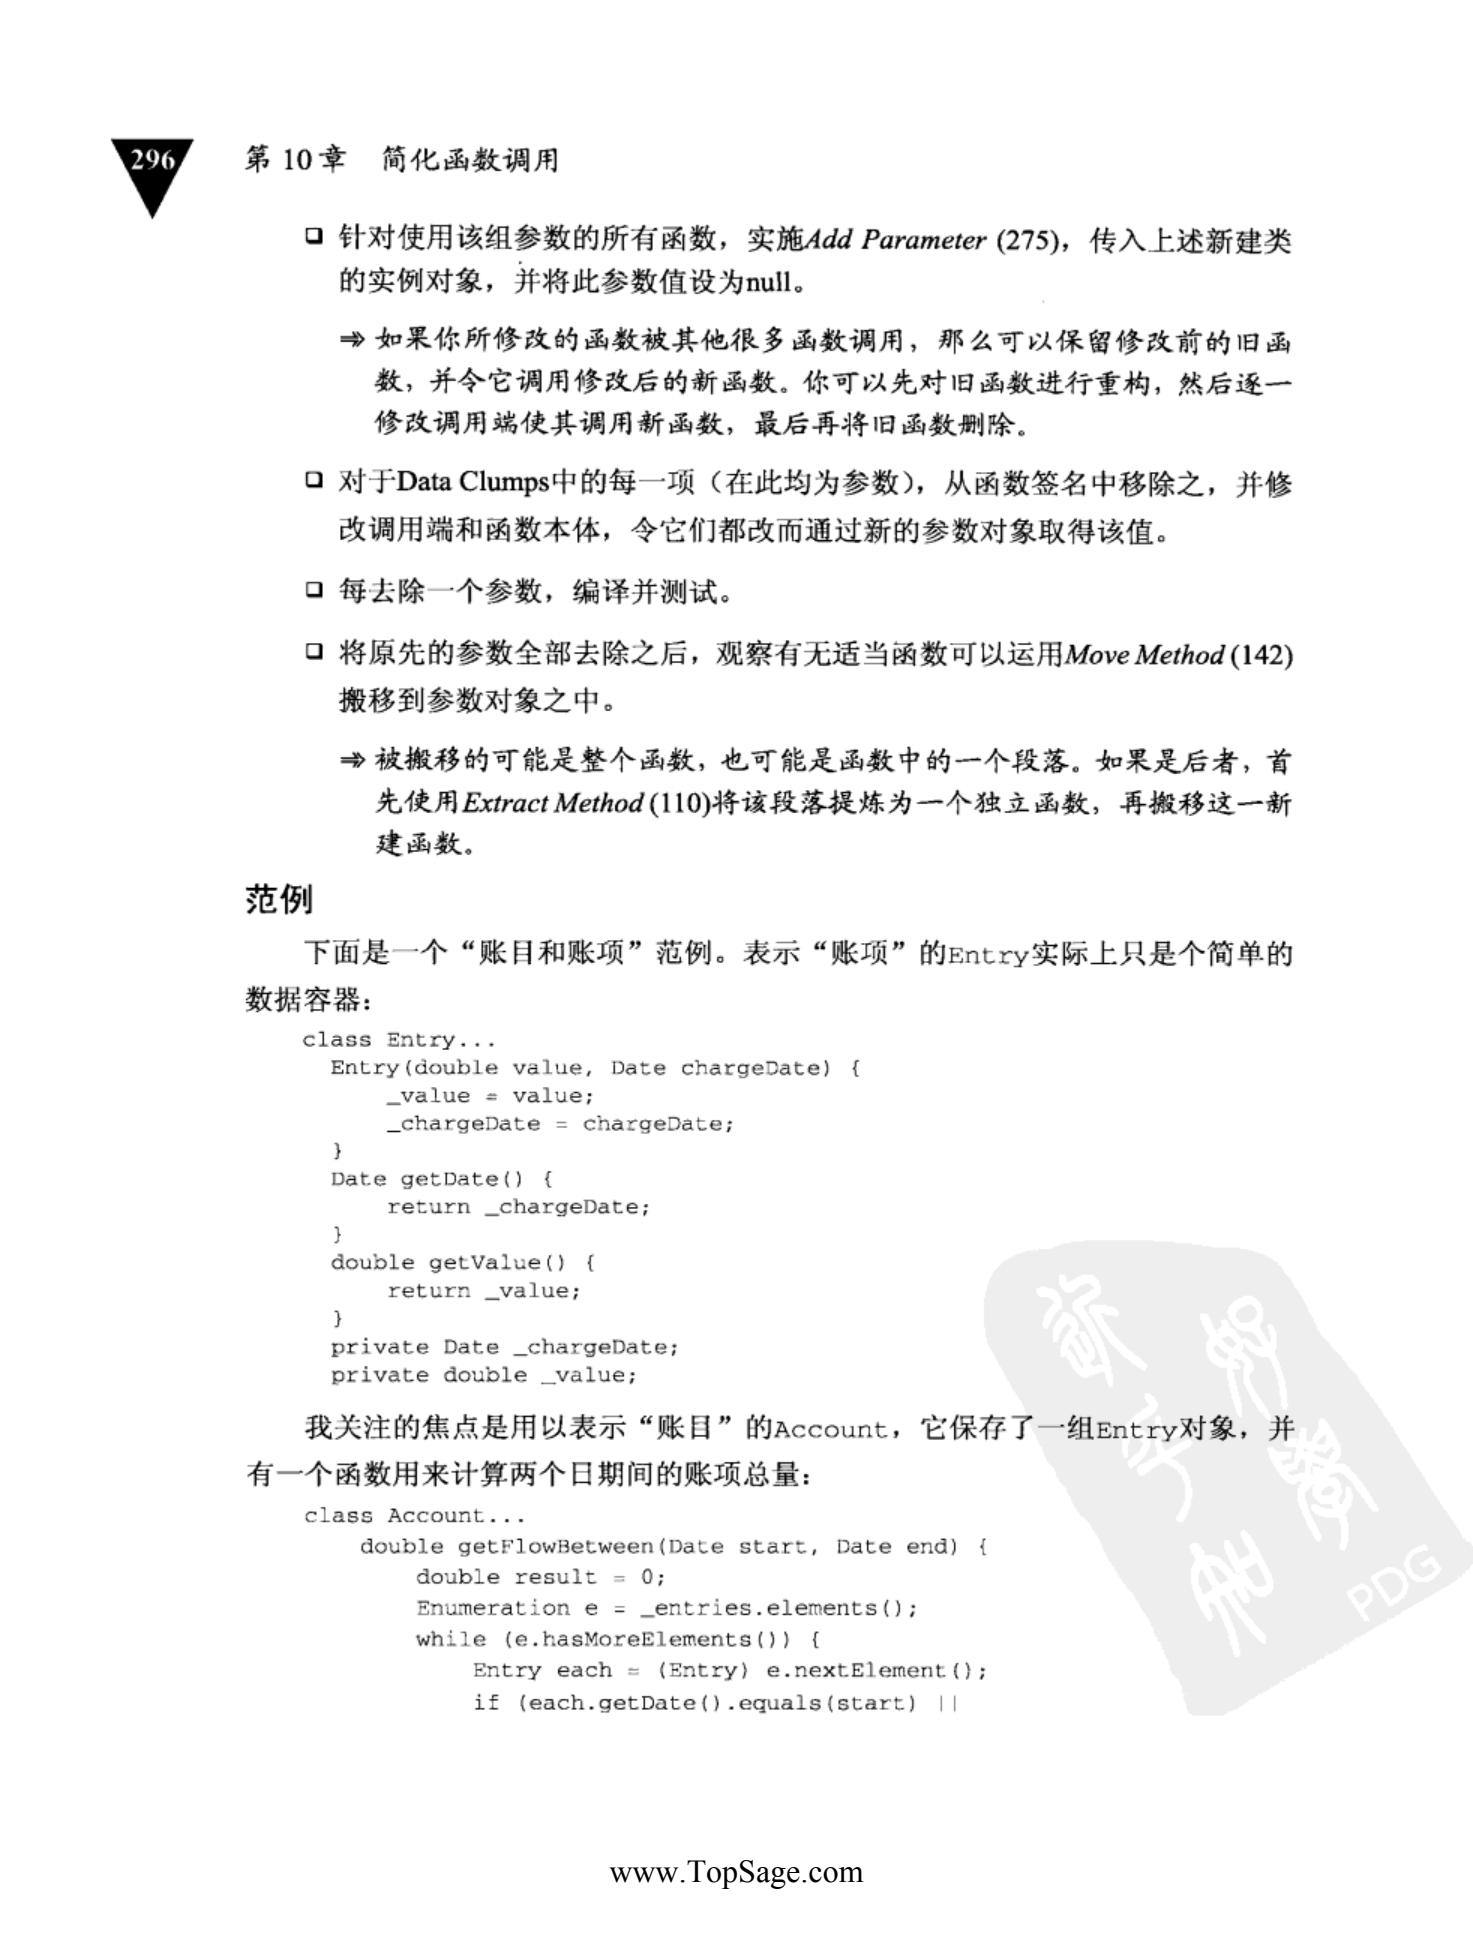 296
第 10 章 简化函数调用
❑ 针对使用该组参数的所有函数，实施Add Parameter (275)，传入上述新建类
的实例对象，并将此参数值设为null。
⇒ 如果你所修改的函数被其他很多函数调用，那么可以保留修改前的旧函
数，并令它调用修改后的新函数。你可以先对旧函数进行重构，然后逐一
修改调用端使其调用新函数，最后再将旧函数删除。
❑ 对于Data Clumps中的每一项（在此均为参数），从函数签名中移除之，并修
改调用端和函数本体，令它们都改而通过新的参数对象取得该值。
❑ 每去除一个参数，编译并测试。
❑ 将原先的参数全部去除之后，观察有无适当函数可以运用Move Method (142)
搬移到参数对象之中。
⇒ 被搬移的可能是整个函数，也可能是函数中的一个段落。如果是后者，首
先使用Extract Method (110)将该段落提炼为一个独立函数，再搬移这一新
建函数。
范例
下面是一个“账目和账项”范例。表示“账项”的Entry实际上只是个简单的
数据容器：
class Entry...
Entry(double value, Date chargeDate) {
_value = value;
_chargeDate = chargeDate;
}
Date getDate() {
return _chargeDate;
}
double getValue() {
return _value;
}
private Date _chargeDate;
private double _value;
我关注的焦点是用以表示“账目”的Account，它保存了一组Entry对象，并
有一个函数用来计算两个日期间的账项总量：
class Account...
double getFlowBetween(Date start, Date end) {
double result = 0;
Enumeration e = _entries.elements();
while (e.hasMoreElements()) {
Entry each = (Entry) e.nextElement();
if (each.getDate().equals(start) ||
PDG
www.TopSage.com